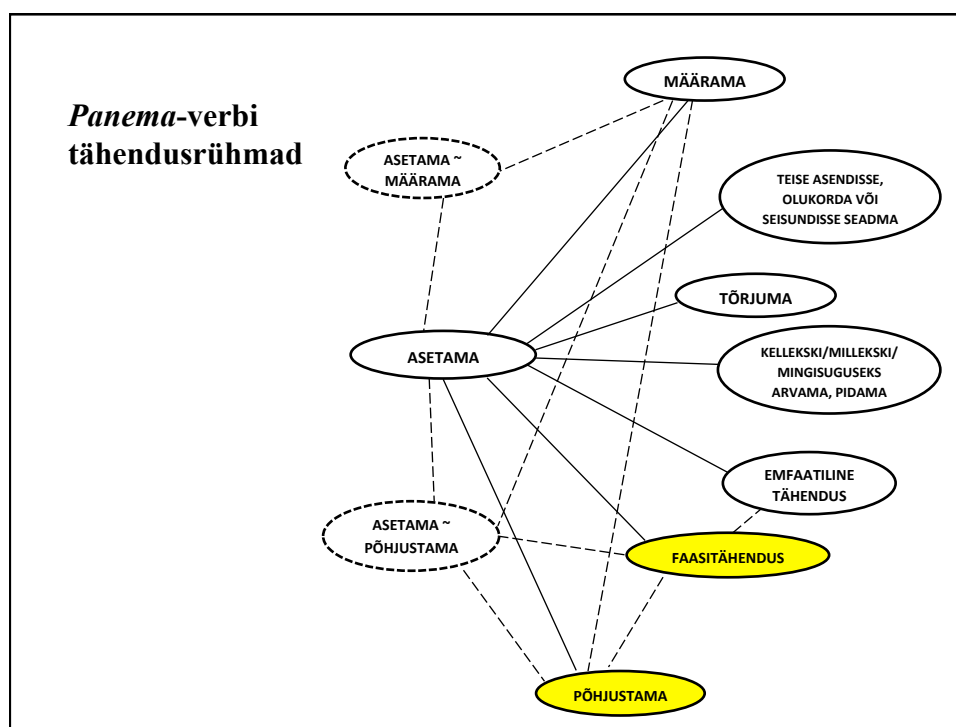 Panema-verbi
tähendusrühmad
MÄÄRAMA
ASETAMA ~
MÄÄRAMA
TEISE ASENDISSE,
OLUKORDA VÕI
SEISUNDISSE SEADMA
TÕRJUMA
ASETAMA
KELLEKSKI/MILLEKSKI/
MINGISUGUSEKS
ARVAMA, PIDAMA
EMFAATILINE
TÄHENDUS
ASETAMA ~
PÕHJUSTAMA
FAASITÄHENDUS
PÕHJUSTAMA